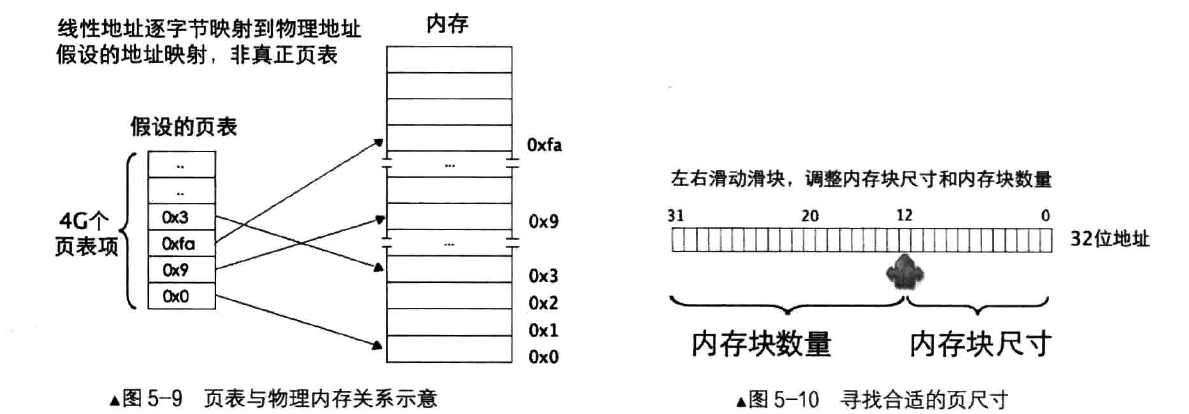 线性地址逐字节映射到物理地址
假设的地址映射，非真正页表
内存
假设的页表
4G个
页表项
..
..
0x3
0xfa
0x9
0x0
0xfa
...
0x9
...
0x3
0x2
0x1
0x0
▲图 5-9 页表与物理内存关系示意
左右滑动滑块，调整内存块尺寸和内存块数量
31 20 12 0
32位地址
内存块数量 内存块尺寸
▲图 5-10 寻找合适的页尺寸